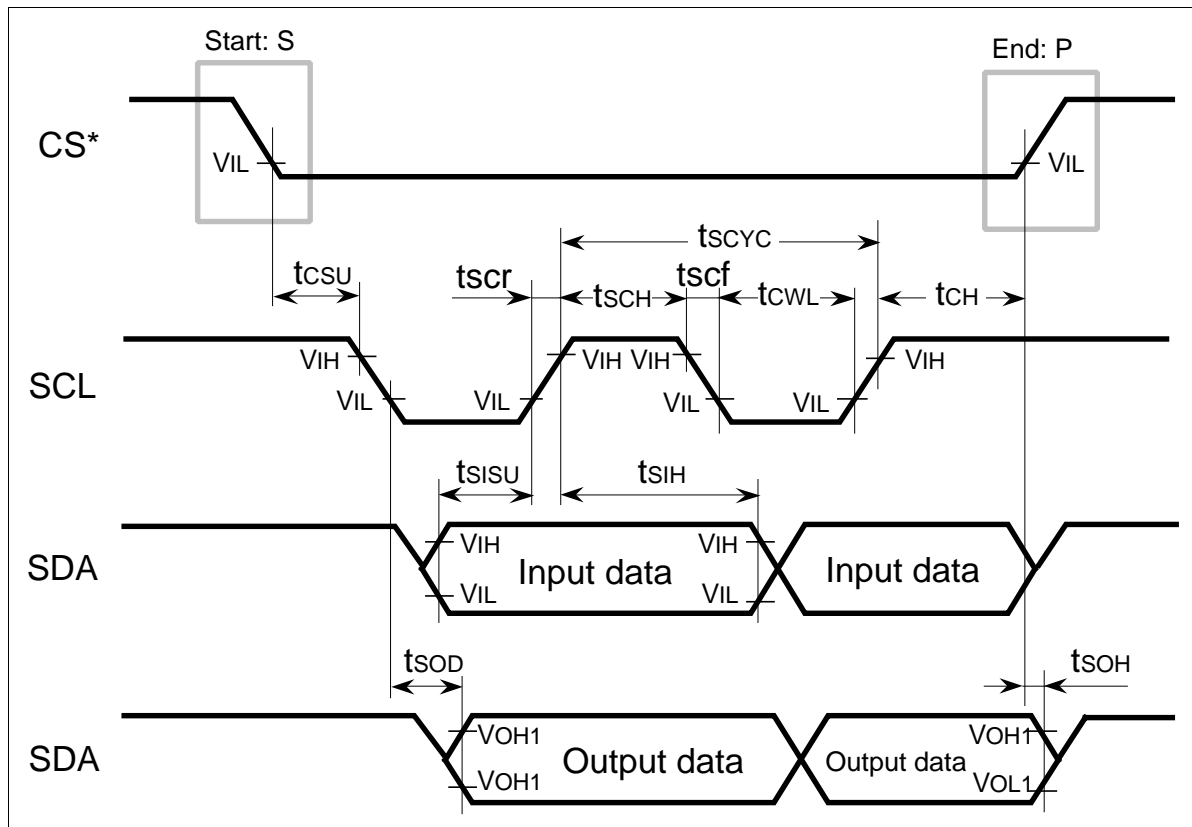 Start: S
End: P
CS*
VIL
VIL
tSCYC
tCSU
tscr
tSCH
tscf
tCWL
tCH
SCL
VIH
VIH
VIH
VIH
VIL
VIL
VIL
VIL
tSISU
tSIH
SDA
VIH
VIH
Input data
Input data
VIL
VIL
tSOD
tSOH
SDA
VOH1
Output data
Output data
VOH1
VOH1
VOL1